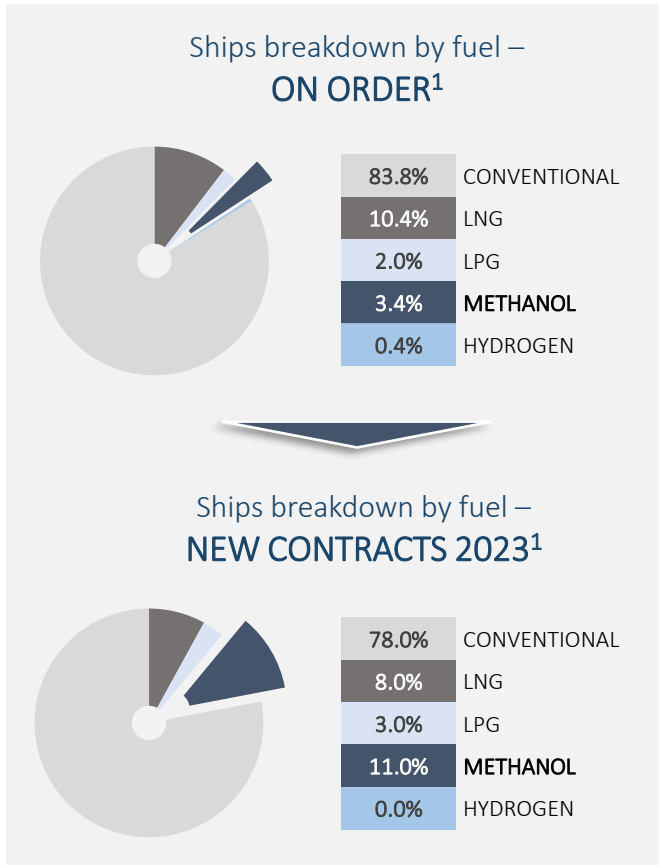 Ships breakdown by fuel –
ON ORDER¹
83.8% CONVENTIONAL
10.4% LNG
2.0% LPG
3.4% METHANOL
0.4% HYDROGEN
Ships breakdown by fuel –
NEW CONTRACTS 2023¹
78.0% CONVENTIONAL
8.0% LNG
3.0% LPG
11.0% METHANOL
0.0% HYDROGEN